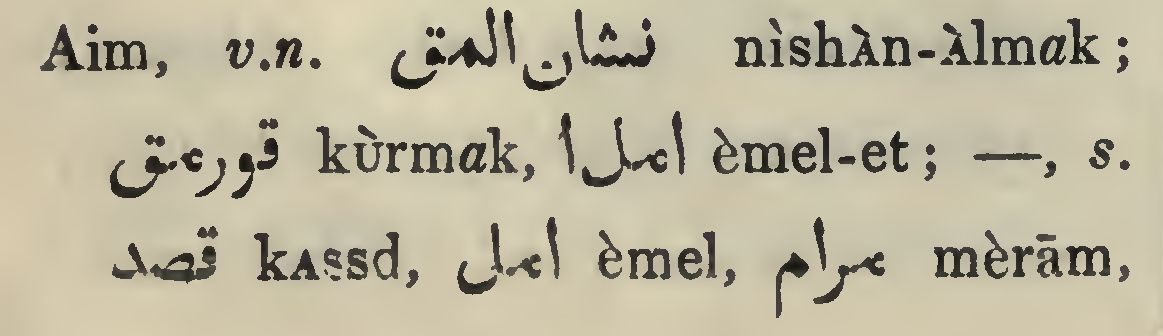 Aim, v.n. نشان المق nìshÀn-Àlmak ;
قورمق kùrmak, امل ا èmel-et ; —, s.
قصد kAssd, امل èmel, مرام mèrām,